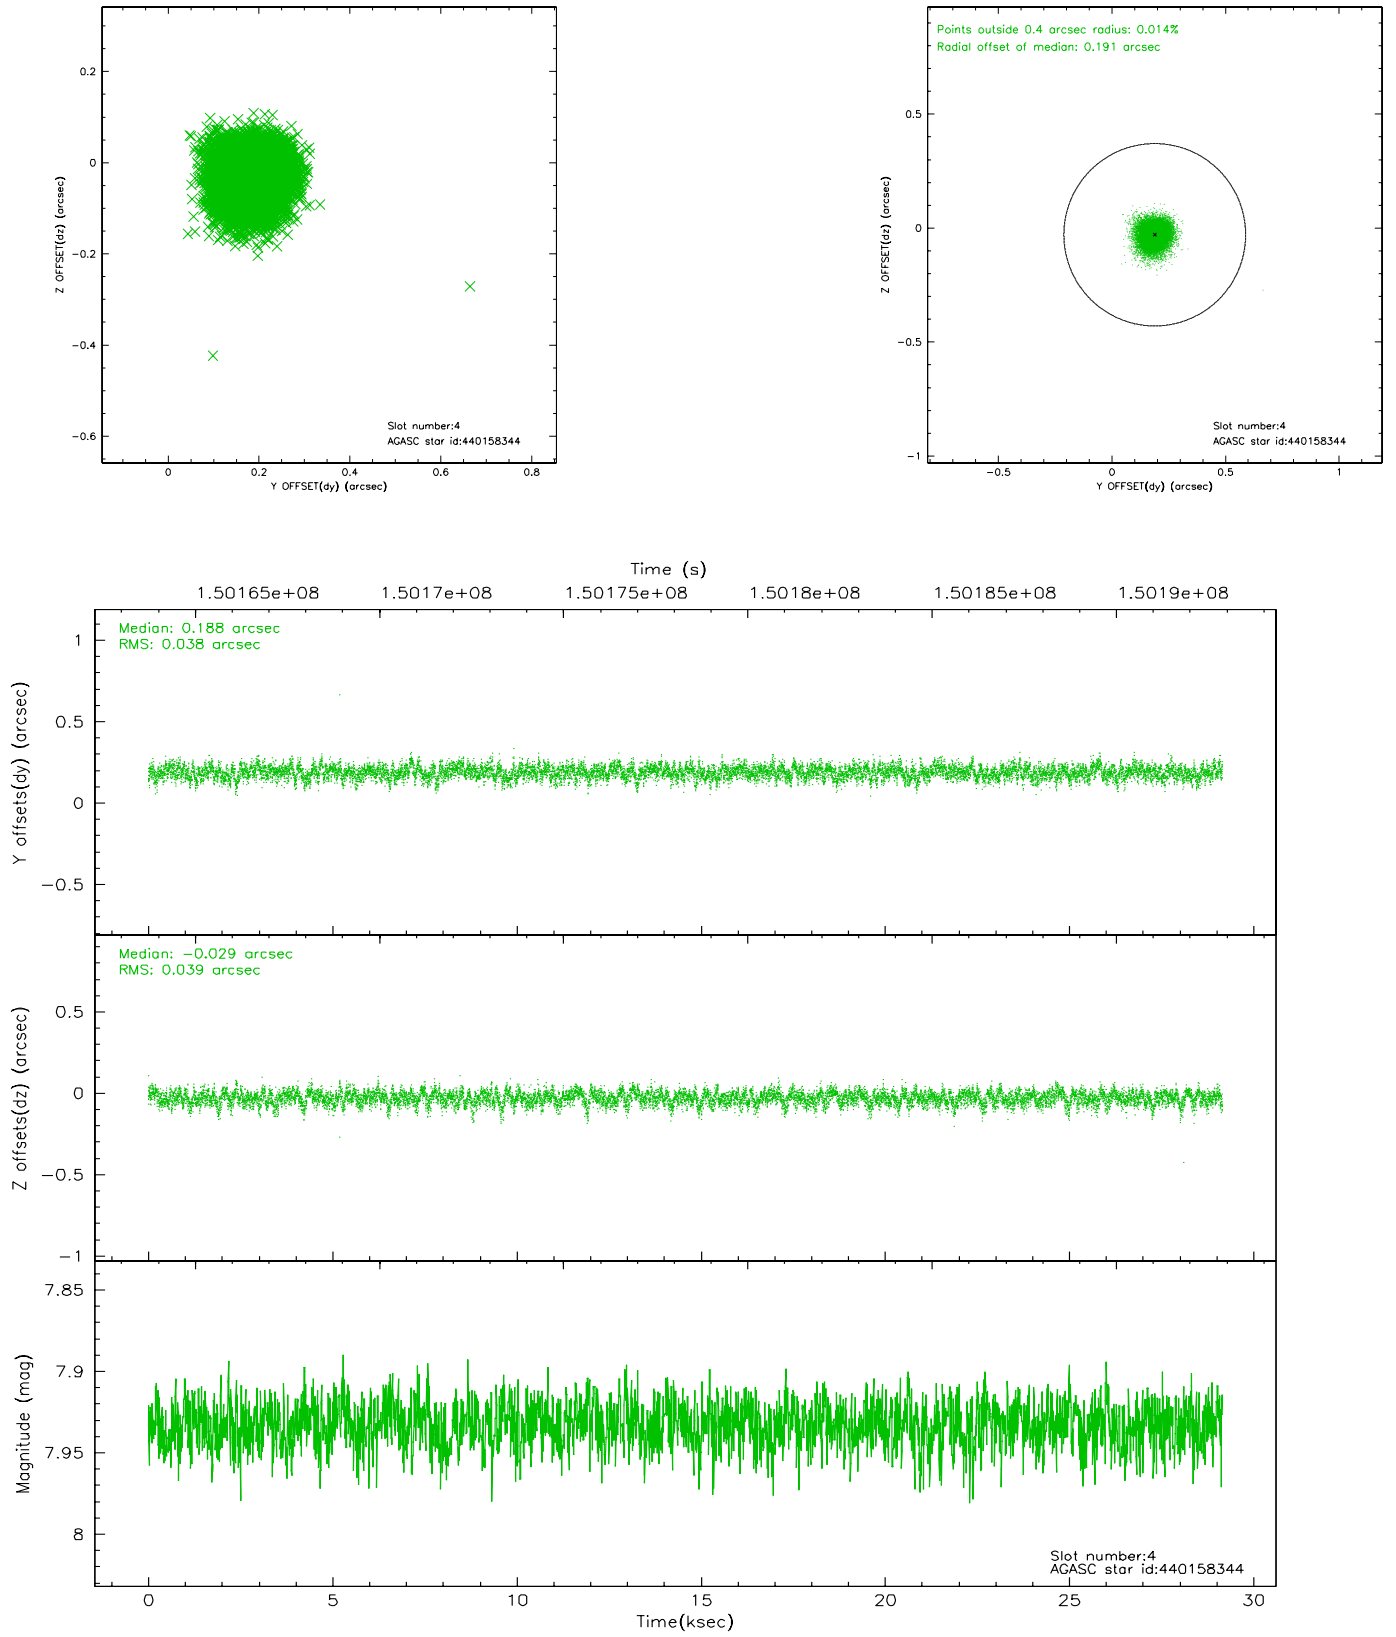 0.2
0
-0.2
-0.4
-0.6
Z OFFSET(dz) (arcsec)
Slot number:4
AGASC star id:440158344
0 0.2 0.4 0.6 0.8
Y OFFSET(dy) (arcsec)
Points outside 0.4 arcsec radius: 0.014%
Radial offset of median: 0.191 arcsec
0.5
0
-0.5
-1
Z OFFSET(dz) (arcsec)
Slot number:4
AGASC star id:440158344
-0.5 0 0.5 1
Y OFFSET(dy) (arcsec)
Time (s)
1.50165e+08 1.5017e+08 1.50175e+08 1.5018e+08 1.50185e+08 1.5019e+08
Median: 0.188 arcsec
RMS: 0.038 arcsec
1
0.5
0
-0.5
Y offsets(dy) (arcsec)
Median: -0.029 arcsec
RMS: 0.039 arcsec
0.5
0
-0.5
-1
Z offsets(dz) (arcsec)
7.85
7.9
7.95
8
Magnitude (mag)
Slot number:4
AGASC star id:440158344
0 5 10 15 20 25 30
Time(ksec)